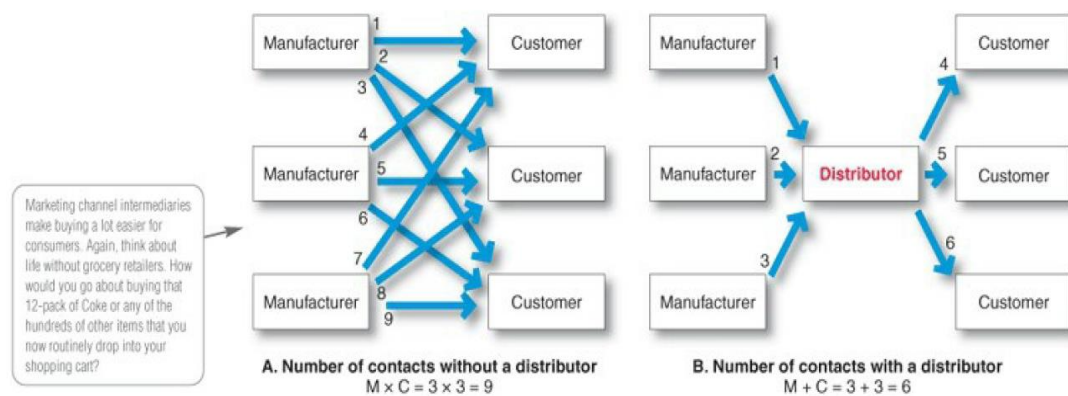 Marketing channel intermediaries
make buying a lot easier for
consumers. Again, think about
life without grocery retailers. How
would you go about buying that
12-pack of Coke or any of the
hundreds of other items that you
now routinely drop into your
shopping cart?
Manufacturer
1
2
3
Customer
Manufacturer
4
5
6
Customer
Manufacturer
7
8
9
Customer
A. Number of contacts without a distributor
M × C = 3 × 3 = 9
Manufacturer
1
4
Customer
Manufacturer
2
Distributor
5
Customer
Manufacturer
3
6
Customer
B. Number of contacts with a distributor
M + C = 3 + 3 = 6